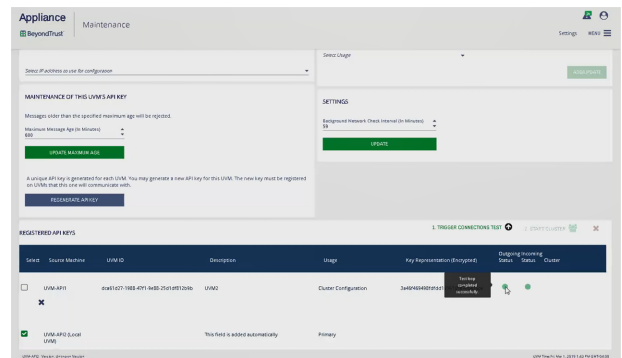 Appliance
BeyondTrust
Maintenance
Settings
MENU
Select IP address to use for configuration
Select Usage
MAINTENANCE OF THIS UVM'S API KEY
Messages older than the specified maximum age will be rejected.
Maximum Message Age (In Minutes)
UPDATE MAXIMUM AGE
A unique API key is generated for each UVM. You may generate a new API key for this UVM. The new key must be registered
on UVMs that this one will communicate with.
REGENERATE API KEY
SETTINGS
Background Network Check Interval (In Minutes)
UPDATE
REGISTERED API KEYS
1. TRIGGER CONNECTIONS TEST
2. START CLUSTER
Select
Source Machine
UVM ID
Description
Usage
Key Representation (Encrypted)
Outgoing Incoming
Status Status Cluster
UVM-API1
UVM2
Cluster Configuration
Test loop
completed
successfully.
UVM-API2 (Local
UVM)
This field is added automatically
Primary